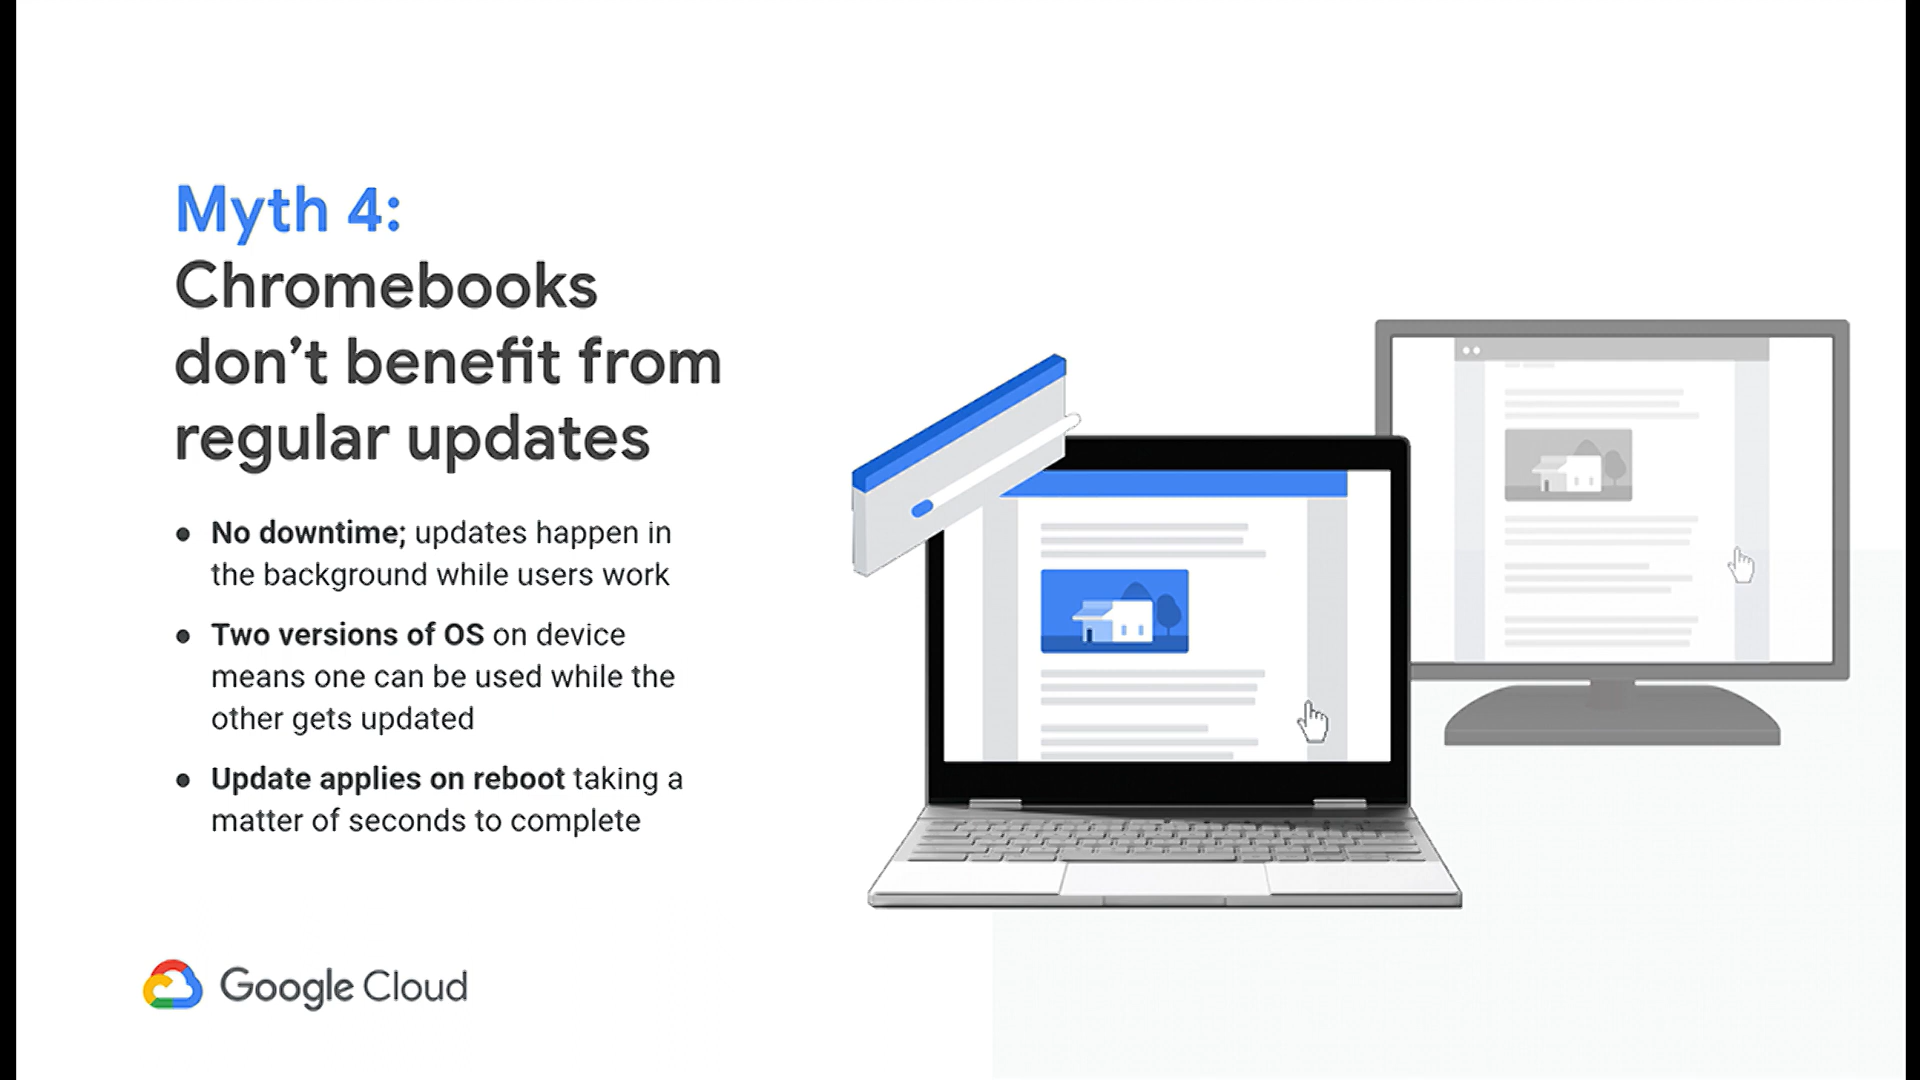 Myth 4:
Chromebooks
don’t benefit from
regular updates
● No downtime; updates happen in
the background while users work
● Two versions of OS on device
means one can be used while the
other gets updated
● Update applies on reboot taking a
matter of seconds to complete
Google Cloud